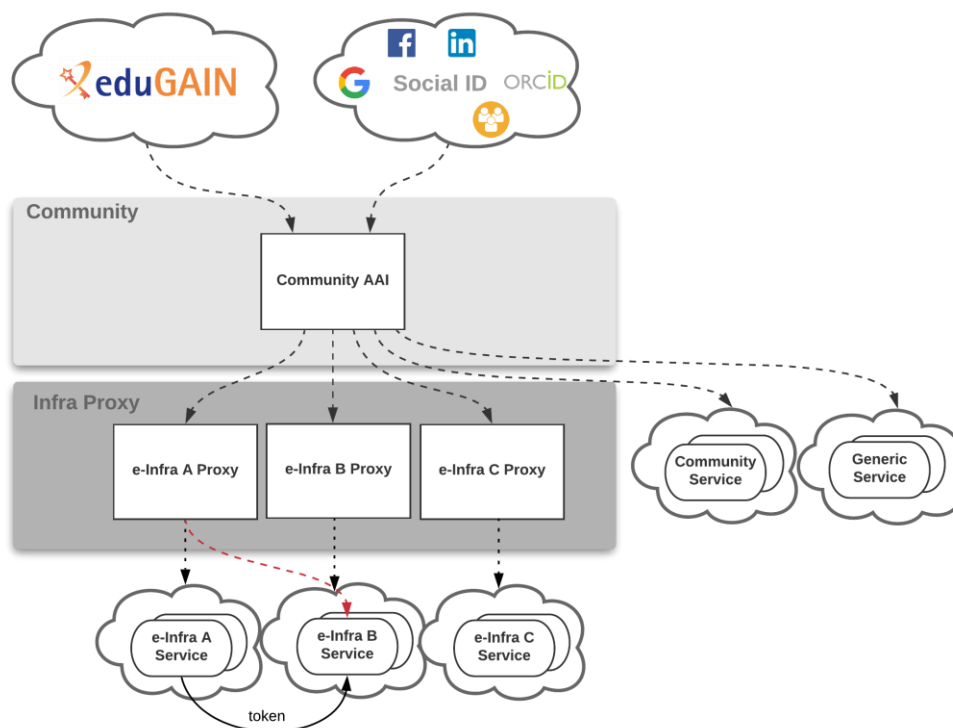 eduGAIN
Social ID
ORCiD
Community
Community AAI
Infra Proxy
e-Infra A Proxy
e-Infra B Proxy
e-Infra C Proxy
Community
Service
Generic
Service
e-Infra A
Service
e-Infra B
Service
e-Infra C
Service
token